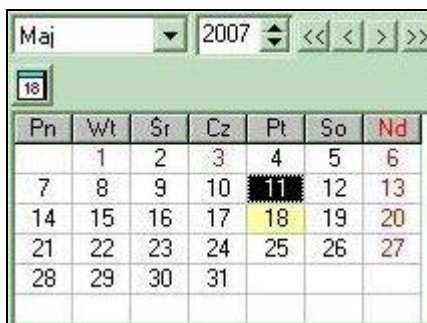 Maj 2007 << < > >>
18
Pn Wt Śr Cz Pt So Nd
1 2 3 4 5 6
7 8 9 10 11 12 13
14 15 16 17 18 19 20
21 22 23 24 25 26 27
28 29 30 31